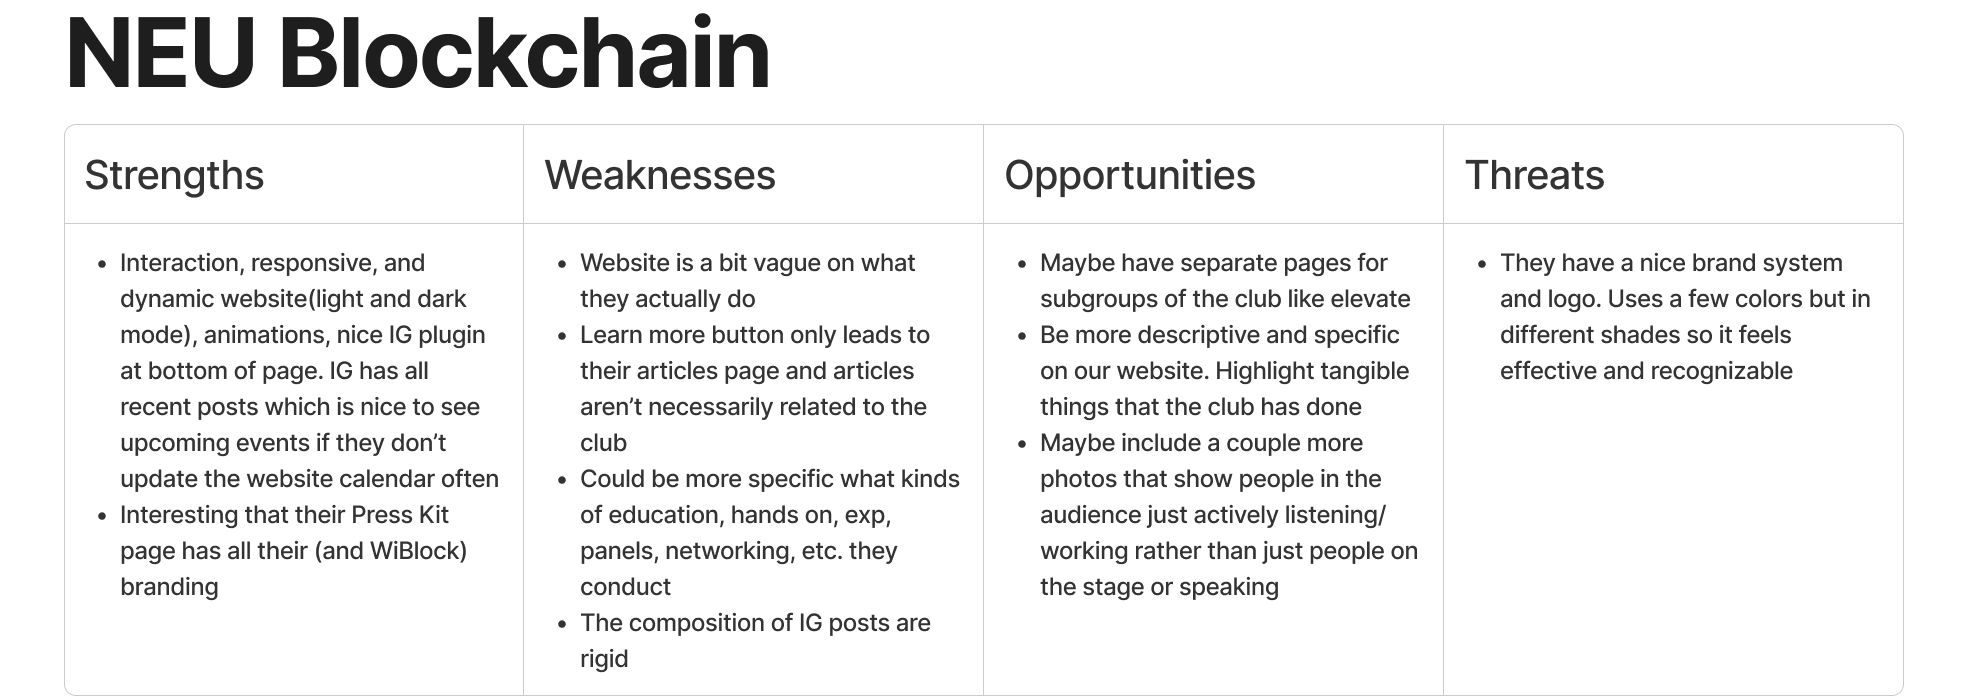 NEU Blockchain
Strengths
Weaknesses
Opportunities
Threats
• Interaction, responsive, and
dynamic website(light and dark
mode), animations, nice IG plugin
at bottom of page. IG has all
recent posts which is nice to see
upcoming events if they don’t
update the website calendar often
• Interesting that their Press Kit
page has all their (and WiBlock)
branding
• Website is a bit vague on what
they actually do
• Learn more button only leads to
their articles page and articles
aren’t necessarily related to the
club
• Could be more specific what kinds
of education, hands on, exp,
panels, networking, etc. they
conduct
• The composition of IG posts are
rigid
• Maybe have separate pages for
subgroups of the club like elevate
• Be more descriptive and specific
on our website. Highlight tangible
things that the club has done
• Maybe include a couple more
photos that show people in the
audience just actively listening/
working rather than just people on
the stage or speaking
• They have a nice brand system
and logo. Uses a few colors but in
different shades so it feels
effective and recognizable